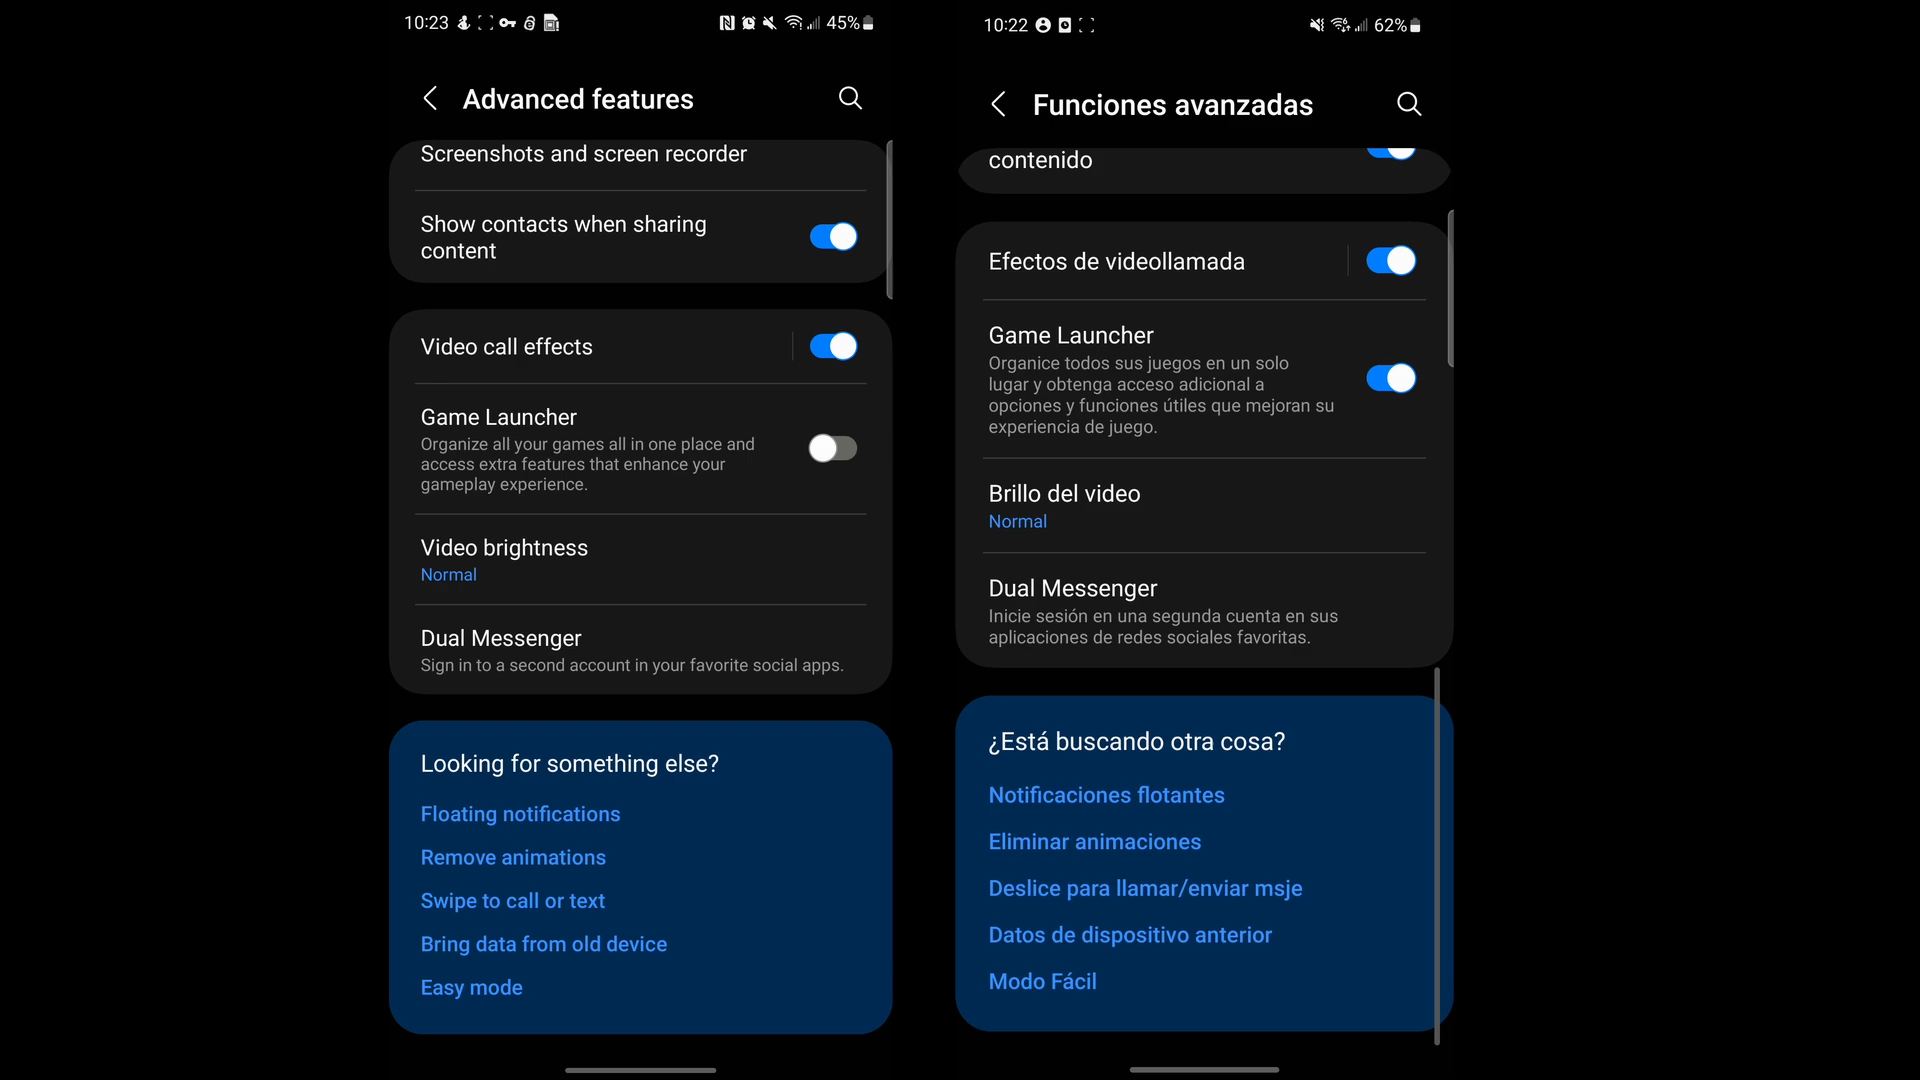 10:23
45%
Advanced features
Screenshots and screen recorder
Show contacts when sharing
content
Video call effects
Game Launcher
Organize all your games all in one place and
access extra features that enhance your
gameplay experience.
Video brightness
Normal
Dual Messenger
Sign in to a second account in your favorite social apps.
Looking for something else?
Floating notifications
Remove animations
Swipe to call or text
Bring data from old device
Easy mode
10:22
62%
Funciones avanzadas
contenido
Efectos de videollamada
Game Launcher
Organice todos sus juegos en un solo
lugar y obtenga acceso adicional a
opciones y funciones útiles que mejoran su
experiencia de juego.
Brillo del video
Normal
Dual Messenger
Inicie sesión en una segunda cuenta en sus
aplicaciones de redes sociales favoritas.
¿Está buscando otra cosa?
Notificaciones flotantes
Eliminar animaciones
Deslice para llamar/enviar msje
Datos de dispositivo anterior
Modo Fácil